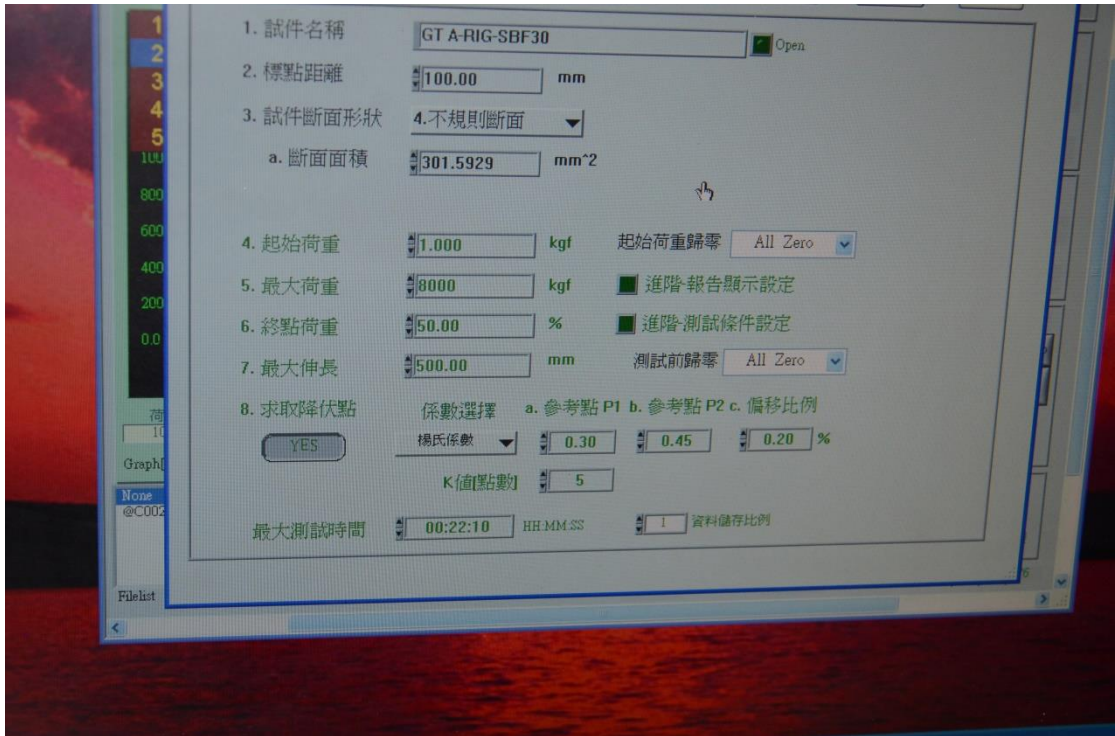 1
2
3
4
5
100
800
600
400
200
0.0
荷
10
Graph[
None
@C002
Filelist
1. 試件名稱 GT A-RIG-SBF30 Open
2. 標點距離 100.00 mm
3. 試件斷面形狀 4.不規則斷面
a. 斷面面積 301.5929 mm^2
4. 起始荷重 1.000 kgf 起始荷重歸零 All Zero
5. 最大荷重 8000 kgf 進階-報告顯示設定
6. 終點荷重 50.00 % 進階-測試條件設定
7. 最大伸長 500.00 mm 測試前歸零 All Zero
8. 求取降伏點 係數選擇 a. 參考點 P1 b. 參考點 P2 c. 偏移比例
YES 楊氏係數 0.30 0.45 0.20 %
K值[點數] 5
最大測試時間 00:22:10 HH:MM:SS 1 資料儲存比例